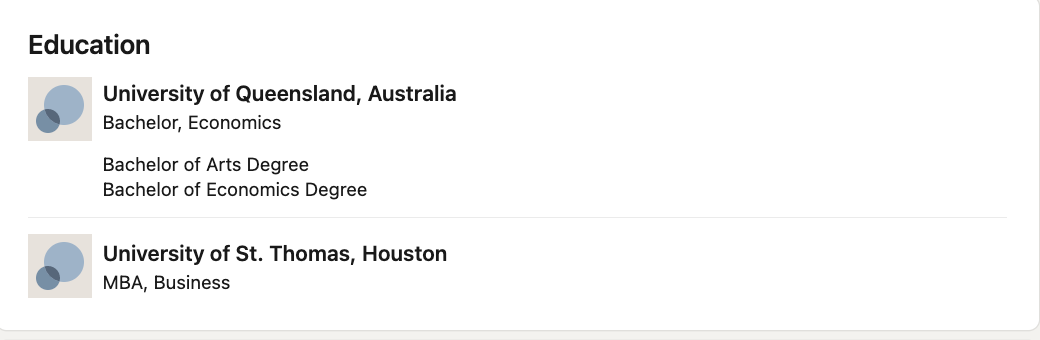 Education
University of Queensland, Australia
Bachelor, Economics
Bachelor of Arts Degree
Bachelor of Economics Degree
University of St. Thomas, Houston
MBA, Business